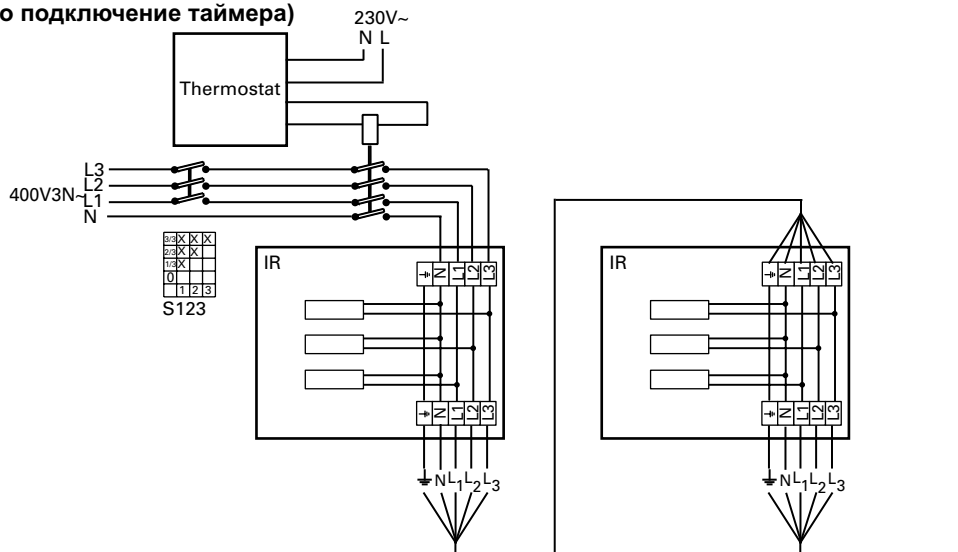 о подключение таймера)
230V~
N L
Thermostat
L3
L2
400V3N~
L1
N
3/3 X X X
2/3 X X
1/3 X
0
1 2 3
S123
IR
⏚ N L1 L2 L3
⏚ N L1 L2 L3
⏚ N L1 L2 L3
IR
⏚ N L1 L2 L3
⏚ N L1 L2 L3
⏚ N L1 L2 L3